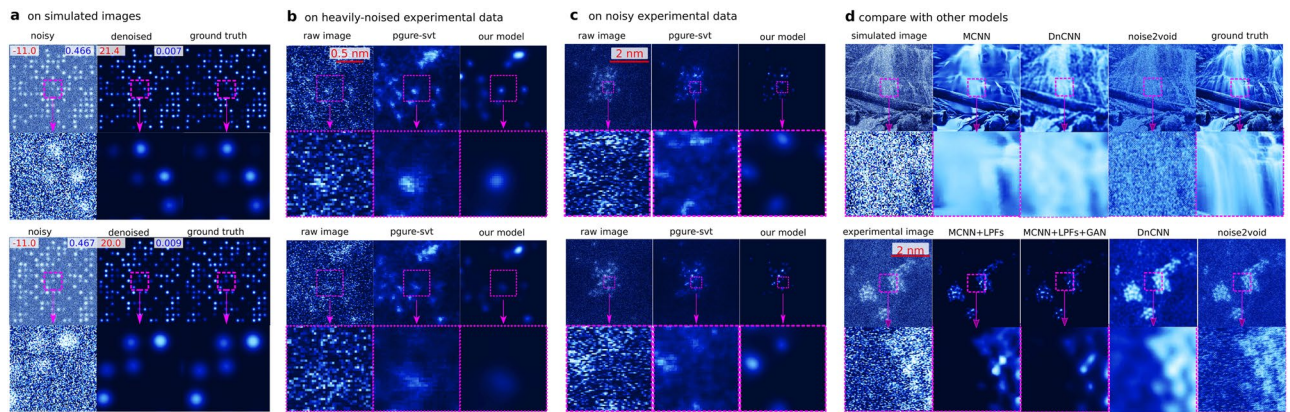 a on simulated images
noisy denoised ground truth
-11.0 0.466 21.4 0.007
noisy denoised ground truth
-11.0 0.467 20.0 0.009
b on heavily-noised experimental data
raw image pgure-svt our model
0.5 nm
raw image pgure-svt our model
c on noisy experimental data
raw image pgure-svt our model
2 nm
raw image pgure-svt our model
d compare with other models
simulated image MCNN DnCNN noise2void ground truth
experimental image MCNN+LPFs MCNN+LPFs+GAN DnCNN noise2void
2 nm